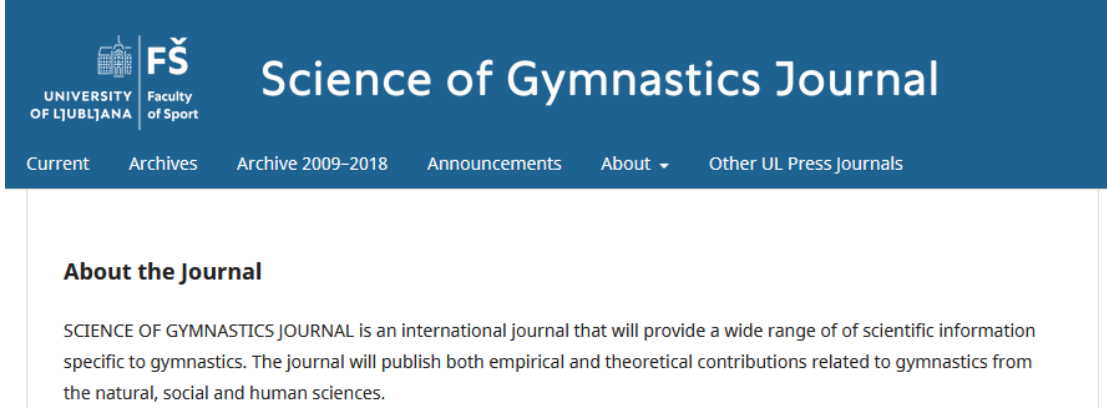 FŠ
UNIVERSITY
OF LJUBLJANA
Faculty
of Sport
Science of Gymnastics Journal
Current Archives Archive 2009–2018 Announcements About Other UL Press Journals
About the Journal
SCIENCE OF GYMNASTICS JOURNAL is an international journal that will provide a wide range of of scientific information
specific to gymnastics. The journal will publish both empirical and theoretical contributions related to gymnastics from
the natural, social and human sciences.